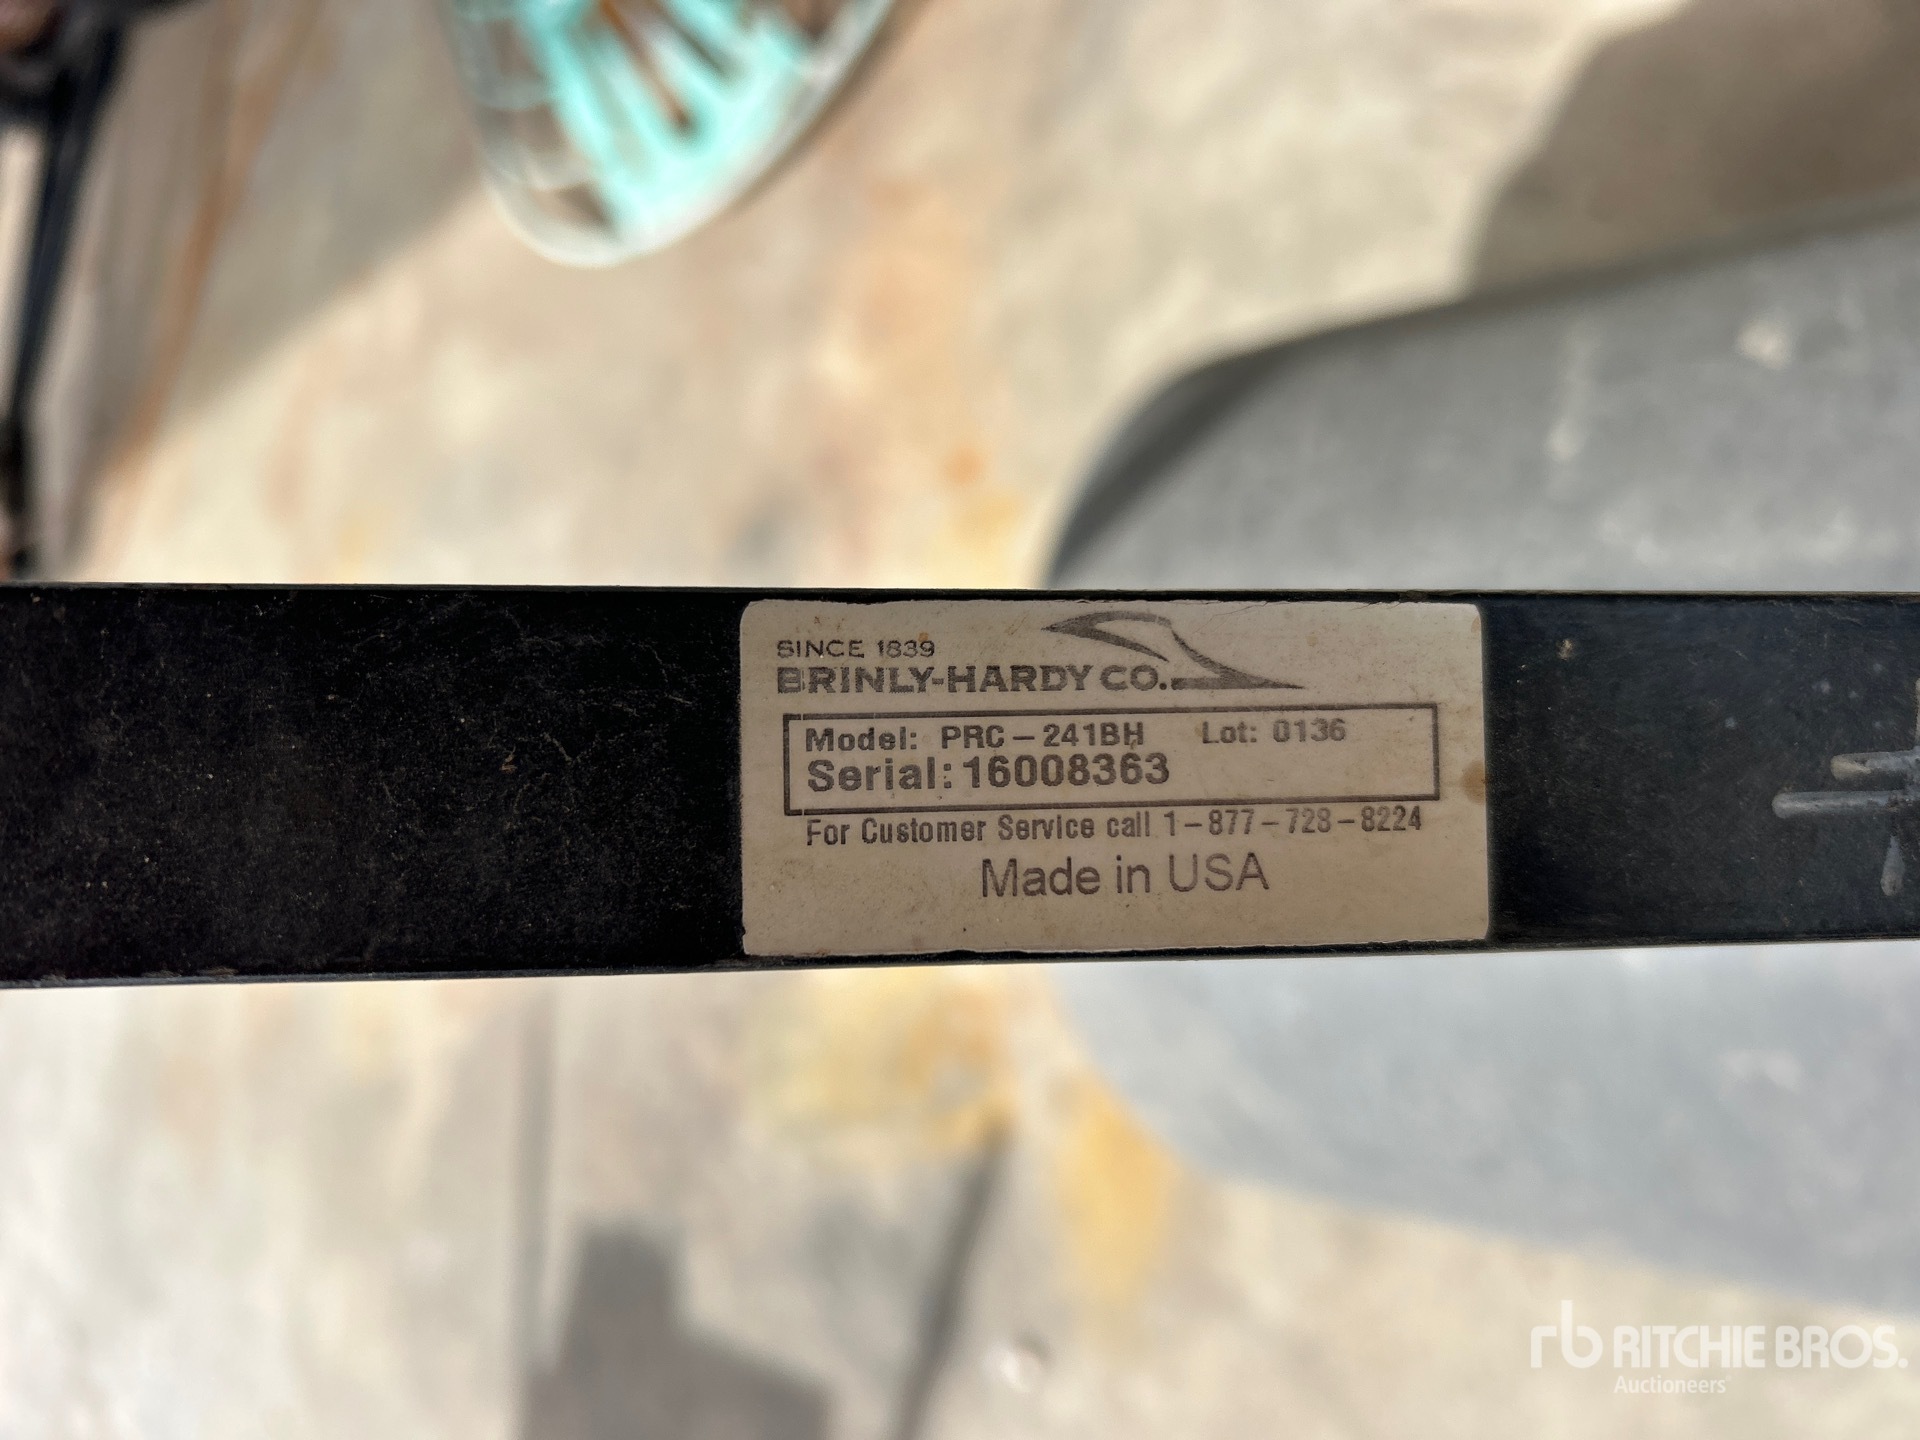 SINCE 1839
BRINLY-HARDY CO.
Model: PRC-241BH Lot: 0136
Serial: 16008363
For Customer Service call 1-877-728-8224
Made in USA
rb RITCHIE BROS.
Auctioneers